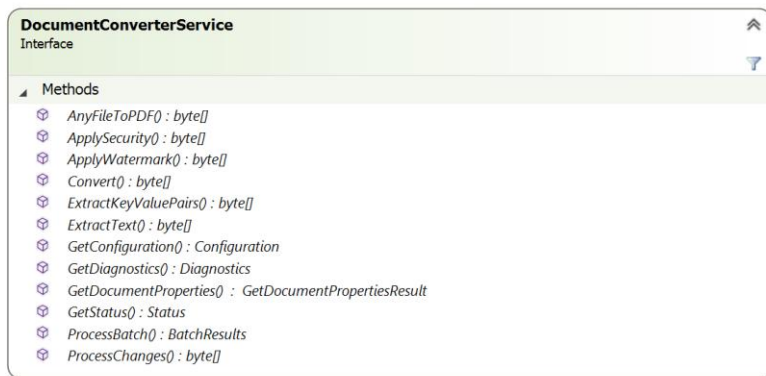 DocumentConverterService
Interface
Methods
AnyFileToPDF() : byte[]
ApplySecurity() : byte[]
ApplyWatermark() : byte[]
Convert() : byte[]
ExtractKeyValuePairs() : byte[]
ExtractText() : byte[]
GetConfiguration() : Configuration
GetDiagnostics() : Diagnostics
GetDocumentProperties() : GetDocumentPropertiesResult
GetStatus() : Status
ProcessBatch() : BatchResults
ProcessChanges() : byte[]